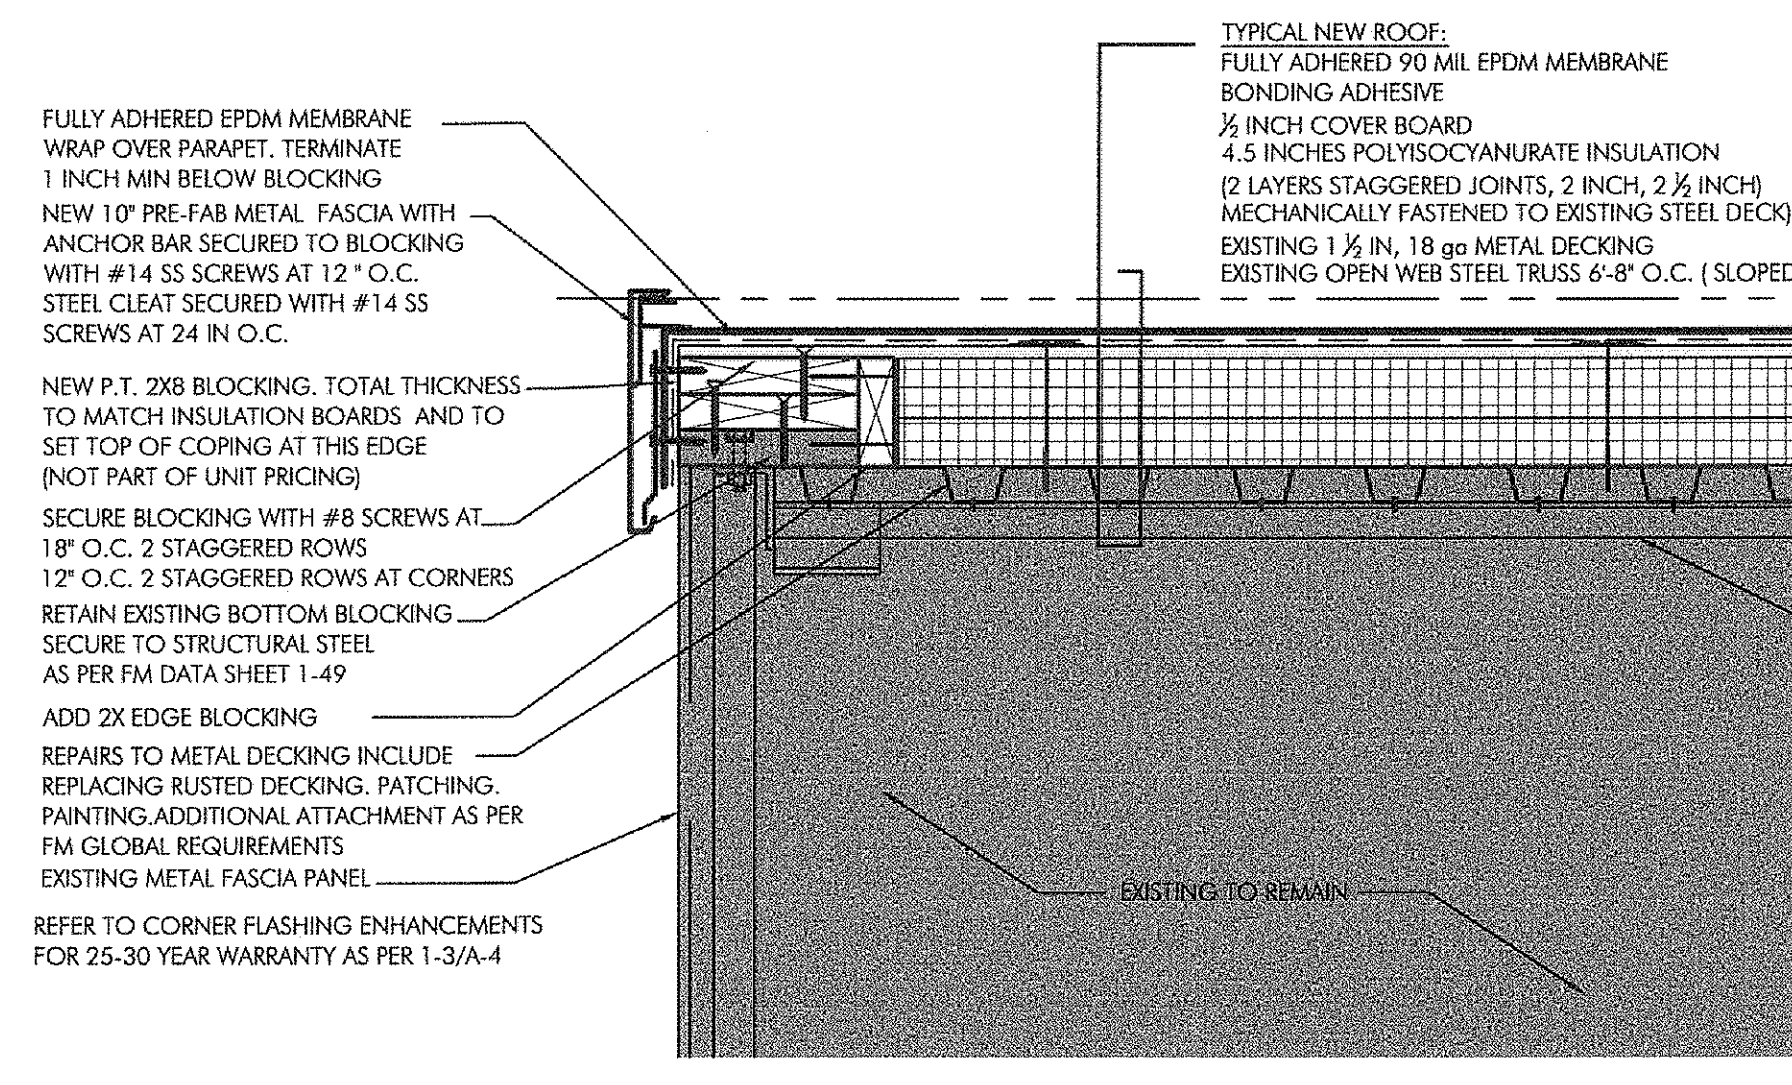 TYPICAL NEW ROOF:
FULLY ADHERED 90 MIL EPDM MEMBRANE
BONDING ADHESIVE
½ INCH COVER BOARD
4.5 INCHES POLYISOCYANURATE INSULATION
(2 LAYERS STAGGERED JOINTS, 2 INCH, 2 ½ INCH)
MECHANICALLY FASTENED TO EXISTING STEEL DECK)
EXISTING 1 ½ IN, 18 ga METAL DECKING
EXISTING OPEN WEB STEEL TRUSS 6'-8" O.C. ( SLOPED
FULLY ADHERED EPDM MEMBRANE
WRAP OVER PARAPET. TERMINATE
1 INCH MIN BELOW BLOCKING
NEW 10" PRE-FAB METAL FASCIA WITH
ANCHOR BAR SECURED TO BLOCKING
WITH #14 SS SCREWS AT 12 " O.C.
STEEL CLEAT SECURED WITH #14 SS
SCREWS AT 24 IN O.C.
NEW P.T. 2X8 BLOCKING. TOTAL THICKNESS
TO MATCH INSULATION BOARDS AND TO
SET TOP OF COPING AT THIS EDGE
(NOT PART OF UNIT PRICING)
SECURE BLOCKING WITH #8 SCREWS AT
18" O.C. 2 STAGGERED ROWS
12" O.C. 2 STAGGERED ROWS AT CORNERS
RETAIN EXISTING BOTTOM BLOCKING
SECURE TO STRUCTURAL STEEL
AS PER FM DATA SHEET 1-49
ADD 2X EDGE BLOCKING
REPAIRS TO METAL DECKING INCLUDE
REPLACING RUSTED DECKING. PATCHING.
PAINTING.ADDITIONAL ATTACHMENT AS PER
FM GLOBAL REQUIREMENTS
EXISTING METAL FASCIA PANEL
REFER TO CORNER FLASHING ENHANCEMENTS
FOR 25-30 YEAR WARRANTY AS PER 1-3/A-4
EXISTING TO REMAIN